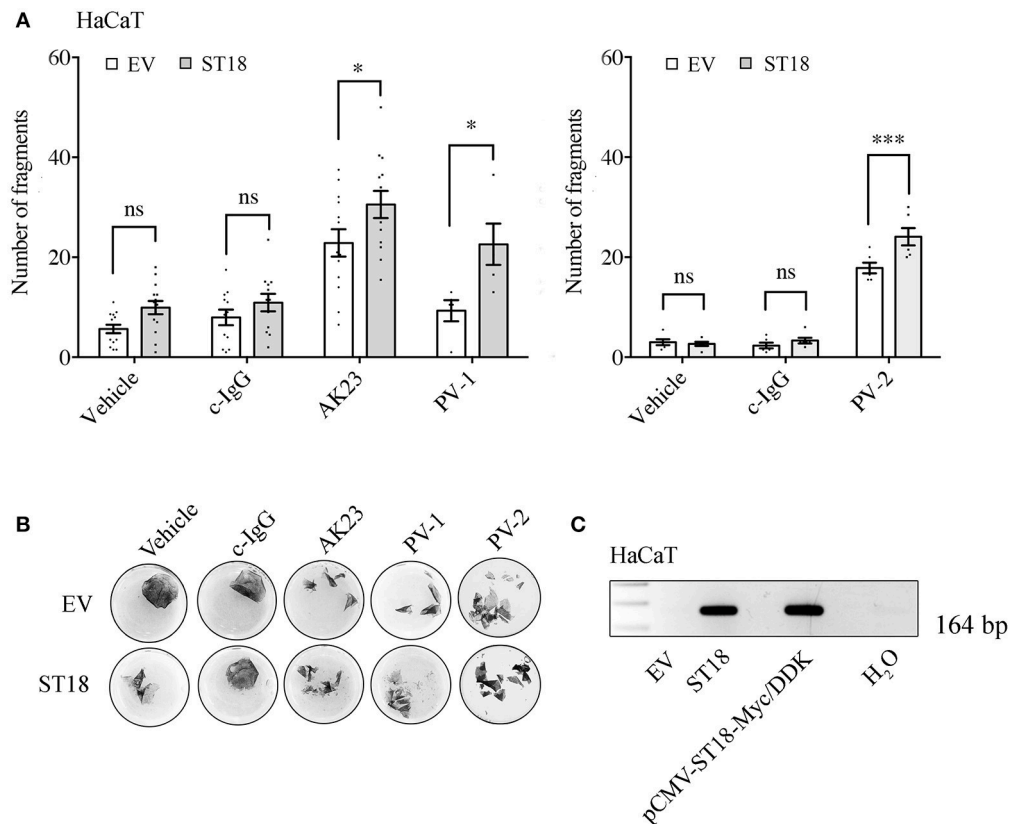 A HaCaT
60 EV ST18
40
20
0
Number of fragments
ns ns * *
Vehicle c-IgG AK23 PV-1
60 EV ST18
40
20
0
Number of fragments
ns ns ***
Vehicle c-IgG PV-2
B
Vehicle c-IgG AK23 PV-1 PV-2
EV
ST18
C
HaCaT
164 bp
EV ST18 pCMV-ST18-Myc/DDK H₂O